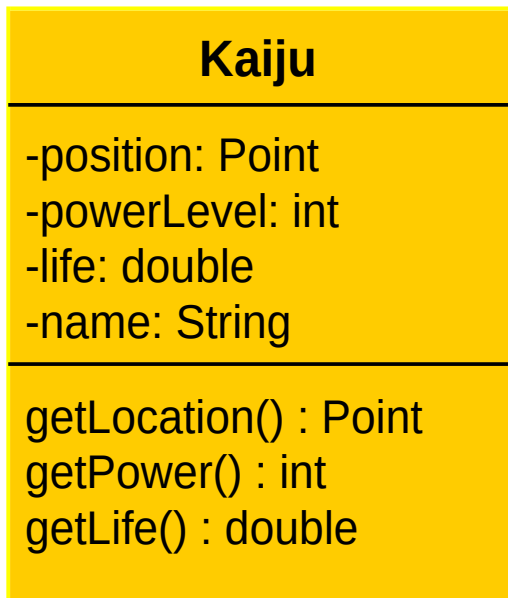 Kaiju
-position: Point
-powerLevel: int
-life: double
-name: String
getLocation() : Point
getPower() : int
getLife() : double